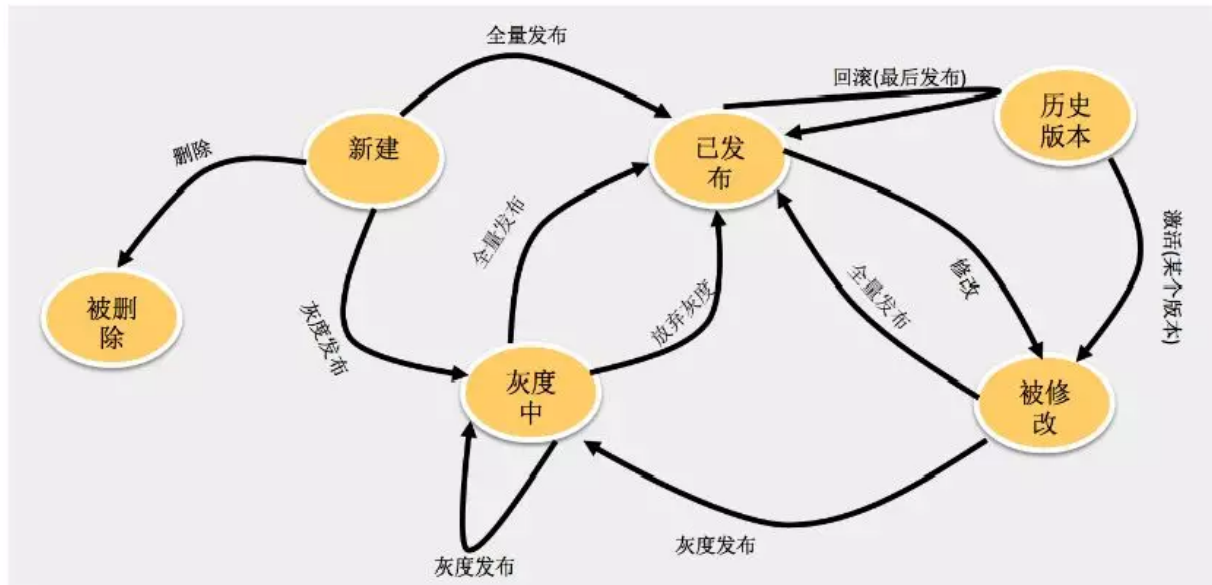 全量发布
回滚(最后发布)
历史
版本
新建
已发
布
删除
全量发布
激活(某个版本)
修改
全量发布
放弃灰度
灰度发布
被删
除
灰度
中
被修
改
灰度发布
灰度发布